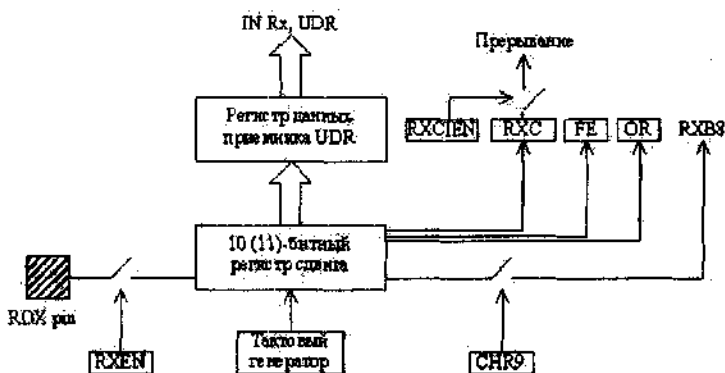 IN Rx, UDR
Прерывание
Регистр данных
приемника UDR
RXCIEN
RXC
FE
OR
RXB8
10 (11)-битный
регистр сдвига
RDX pin
RXEN
Тактовый
генератор
CHR9